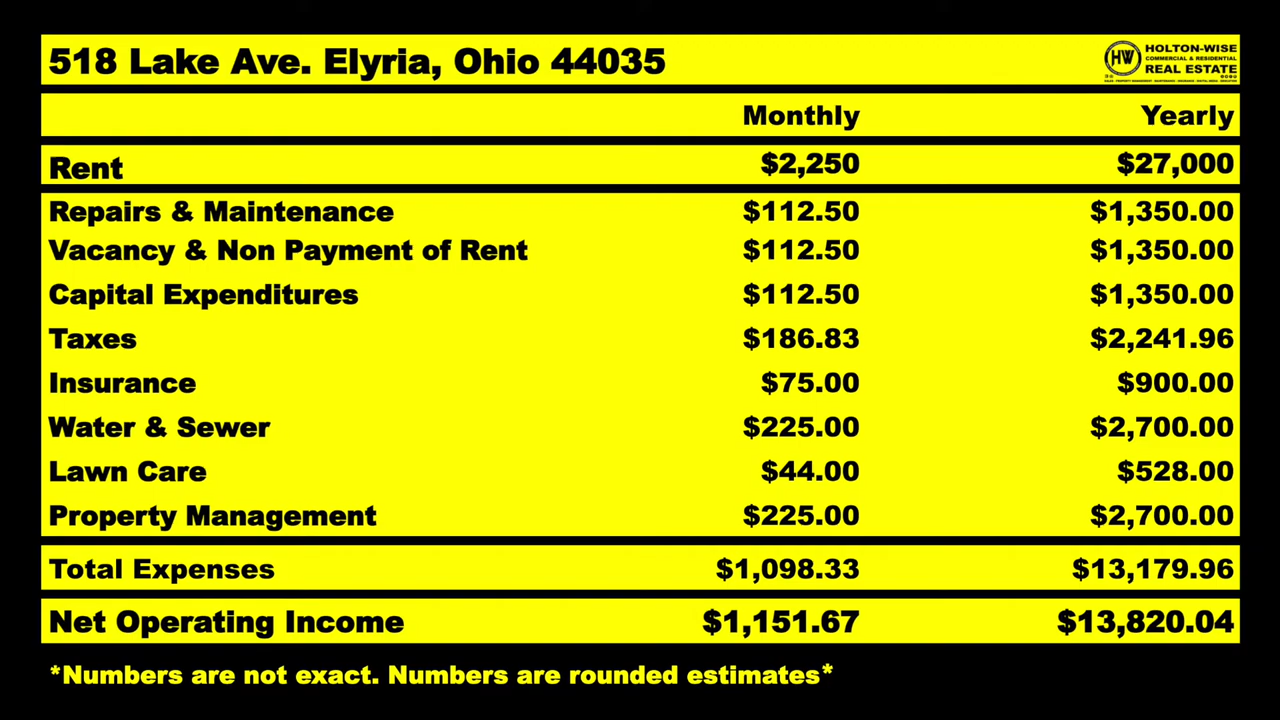 518 Lake Ave. Elyria, Ohio 44035
HW
HOLTON-WISE
COMMERCIAL & RESIDENTIAL
REAL ESTATE
Monthly Yearly
Rent $2,250 $27,000
Repairs & Maintenance $112.50 $1,350.00
Vacancy & Non Payment of Rent $112.50 $1,350.00
Capital Expenditures $112.50 $1,350.00
Taxes $186.83 $2,241.96
Insurance $75.00 $900.00
Water & Sewer $225.00 $2,700.00
Lawn Care $44.00 $528.00
Property Management $225.00 $2,700.00
Total Expenses $1,098.33 $13,179.96
Net Operating Income $1,151.67 $13,820.04
*Numbers are not exact. Numbers are rounded estimates*